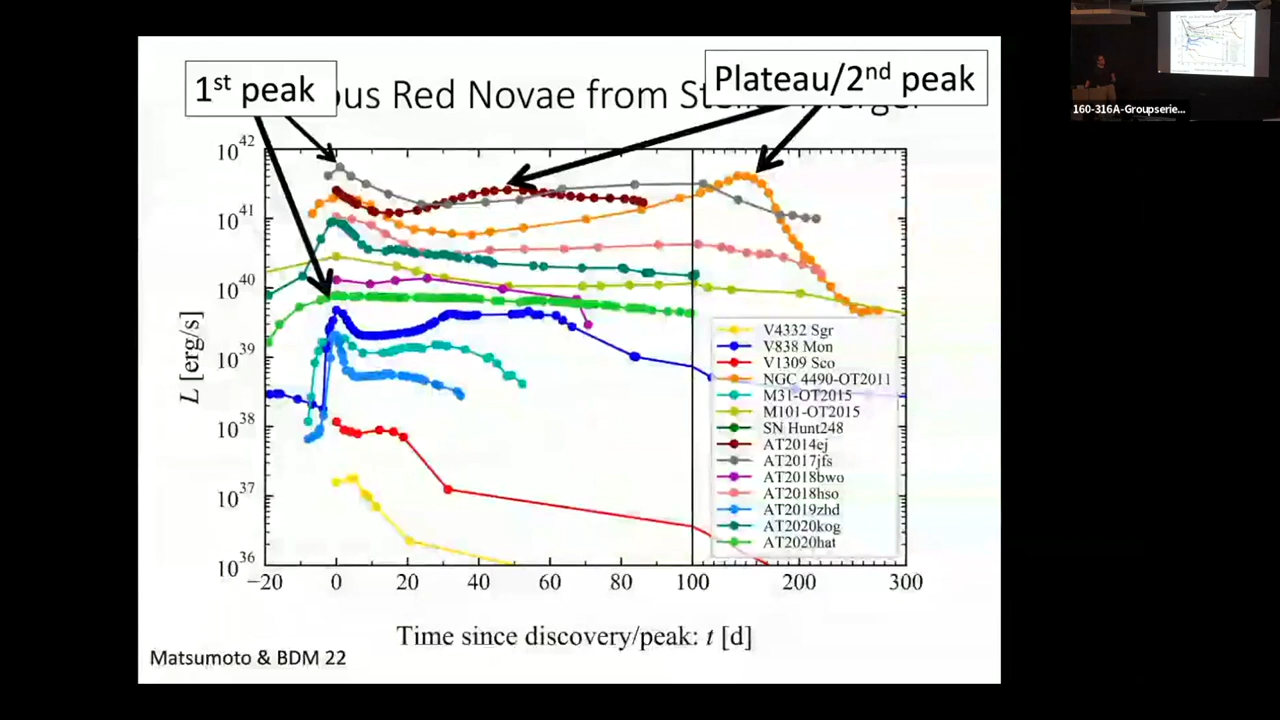 1st peak
ous Red Novae from
Plateau/2nd peak
10^42
10^41
10^40
10^39
10^38
10^37
10^36
L [erg/s]
−20 0 20 40 60 80 100 200 300
Time since discovery/peak: t [d]
V4332 Sgr
V838 Mon
V1309 Sco
NGC 4490-OT2011
M31-OT2015
M101-OT2015
SN Hunt248
AT2014ej
AT2017jfs
AT2018bwo
AT2018hso
AT2019zhd
AT2020kog
AT2020hat
Matsumoto & BDM 22
160-316A-Groupserie...